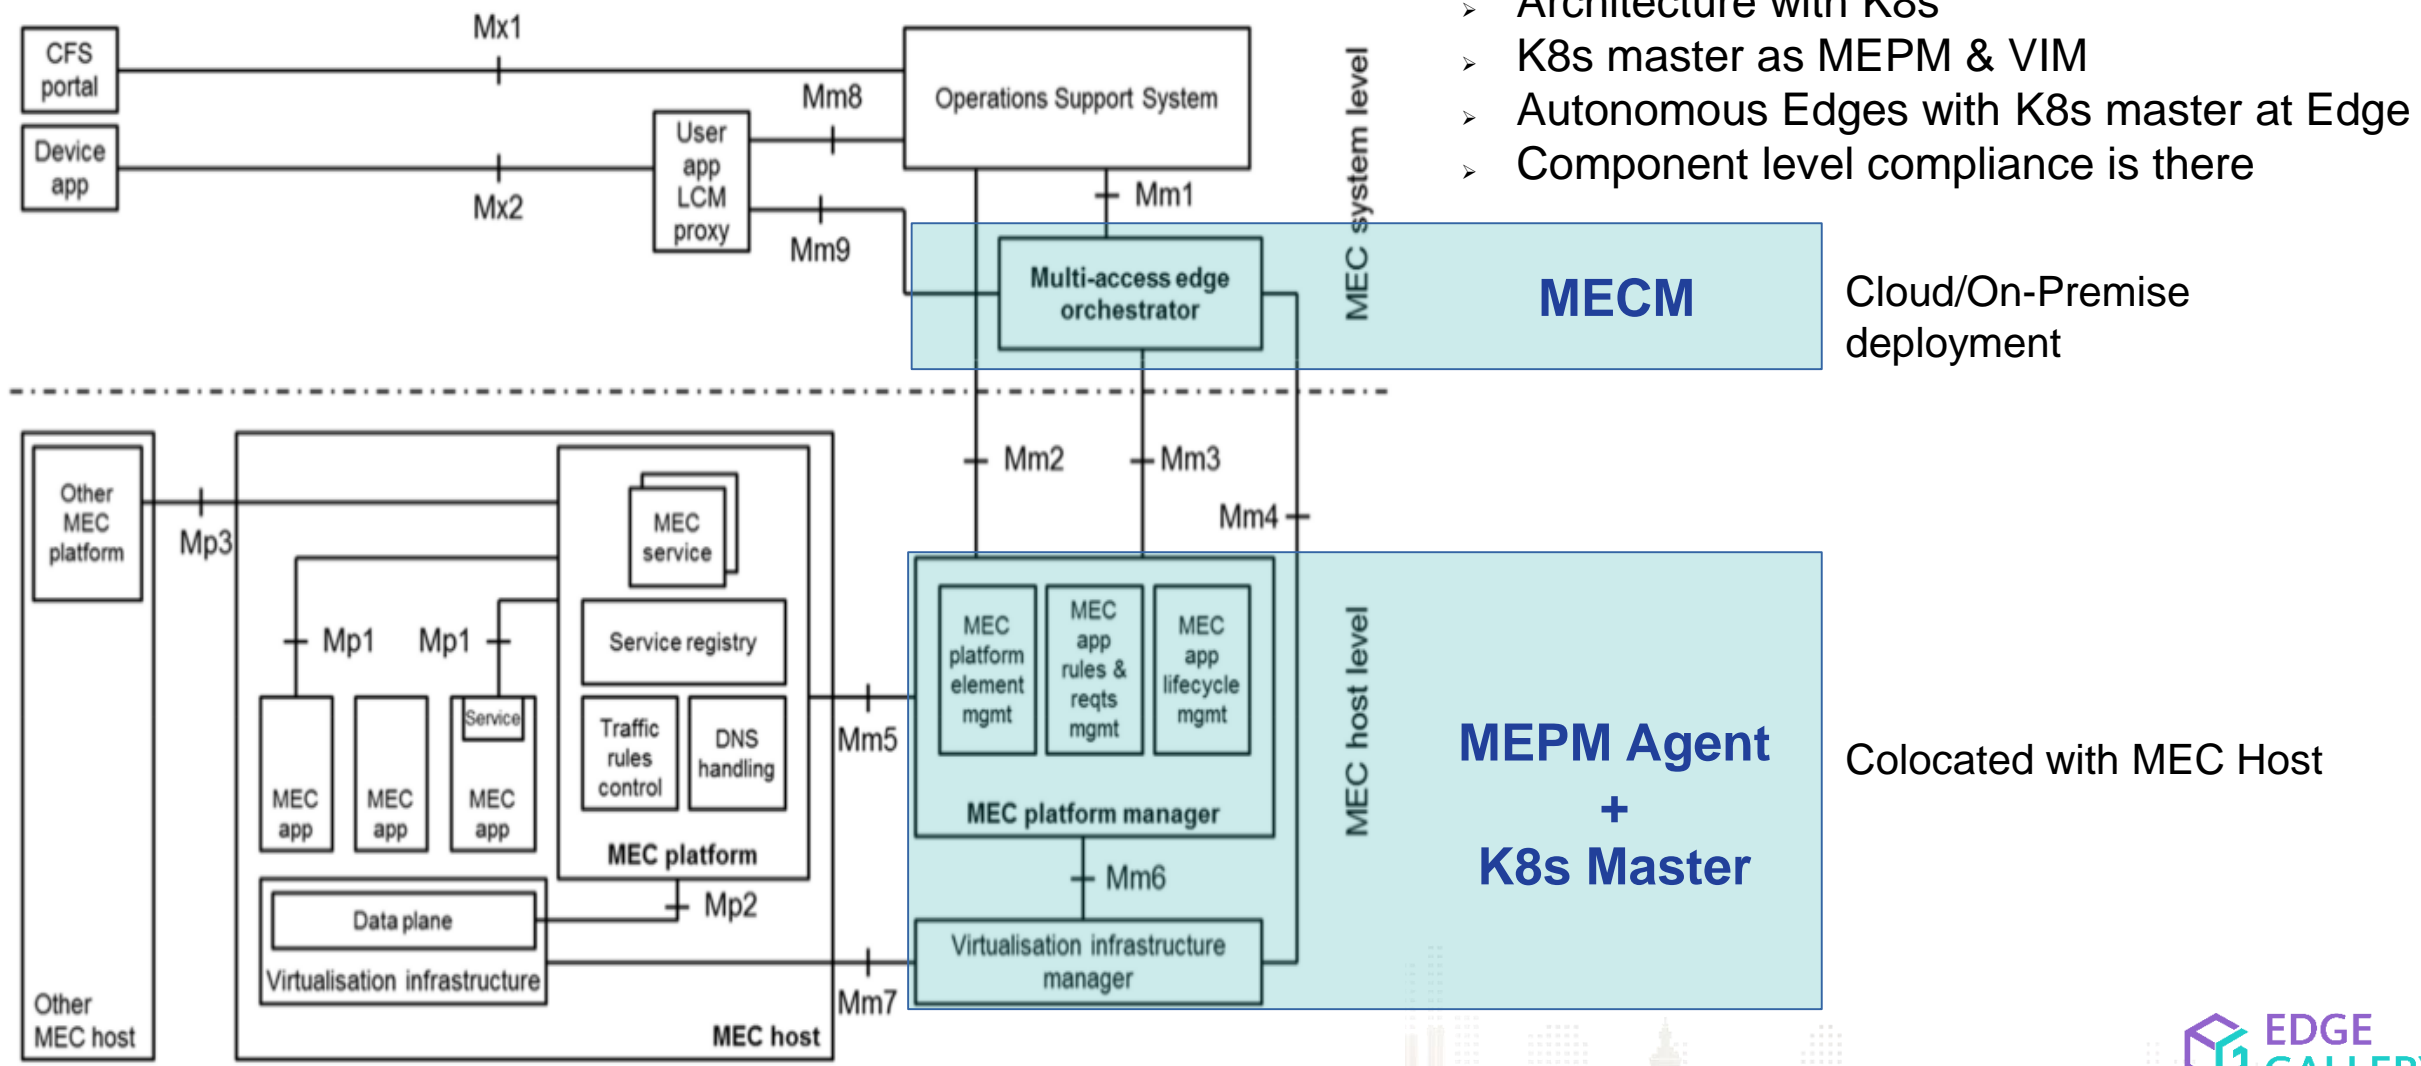 Architecture with K8s
K8s master as MEPM & VIM
Autonomous Edges with K8s master at Edge
Component level compliance is there
CFS
portal
Mx1
Operations Support System
Device
app
Mx2
User
app
LCM
proxy
Mm8
Mm9
Mm1
MEC system level
Multi-access edge
orchestrator
MECM
Cloud/On-Premise
deployment
Mm2
Mm3
Mm4
Other
MEC
platform
Mp3
Other
MEC host
MEC
service
Service registry
Traffic
rules
control
DNS
handling
MEC platform
Mp1
Mp1
MEC
app
MEC
app
Service
MEC
app
Mp2
Data plane
Virtualisation infrastructure
MEC host
Mm5
Mm7
MEC
platform
element
mgmt
MEC
app
rules &
reqts
mgmt
MEC
app
lifecycle
mgmt
MEC platform manager
Mm6
Virtualisation infrastructure
manager
MEC host level
MEPM Agent
+
K8s Master
Colocated with MEC Host
EDGE
GALLERY